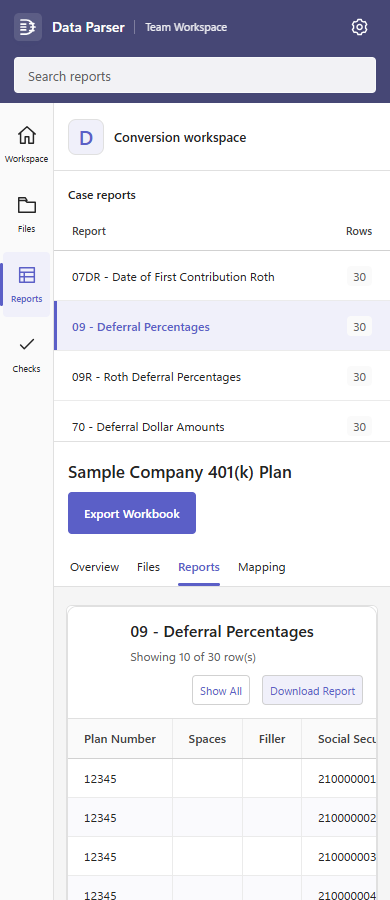 Data Parser Team Workspace
Search reports
Workspace
Files
Reports
Checks
D Conversion workspace
Case reports
Report Rows
07DR - Date of First Contribution Roth 30
09 - Deferral Percentages 30
09R - Roth Deferral Percentages 30
70 - Deferral Dollar Amounts 30
Sample Company 401(k) Plan
Export Workbook
Overview Files Reports Mapping
09 - Deferral Percentages
Showing 10 of 30 row(s)
Show All Download Report
Plan Number Spaces Filler Social Secu
12345 210000001
12345 210000002
12345 210000003
12345 210000004